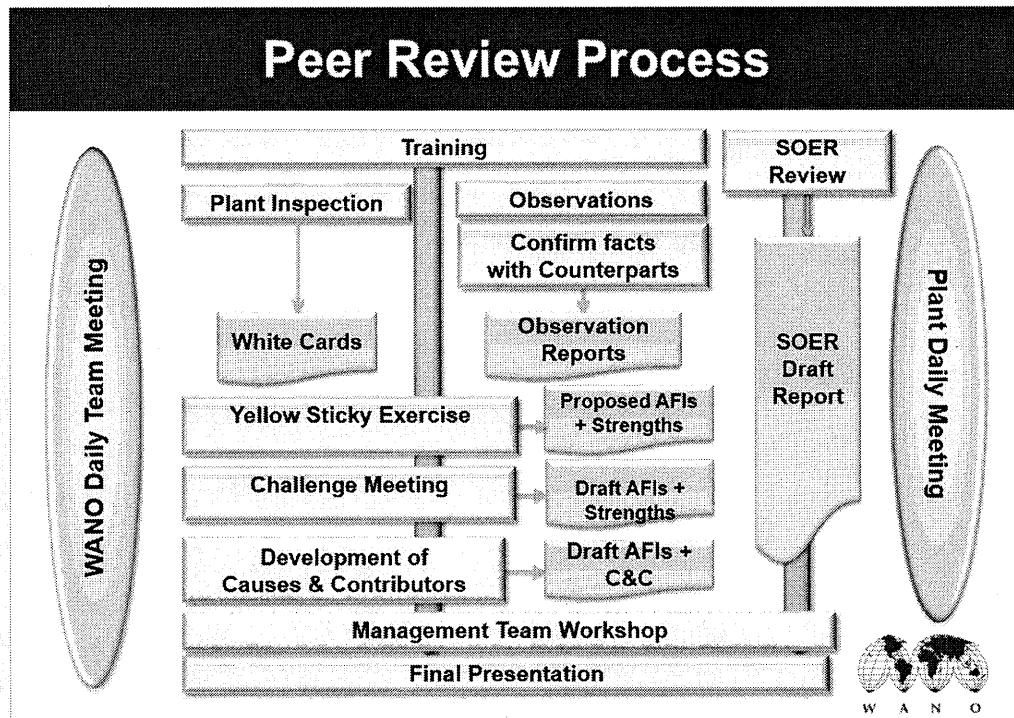 Peer Review Process
WANO Daily Team Meeting
Training
SOER
Review
Plant Inspection
Observations
Confirm facts
with Counterparts
White Cards
Observation
Reports
SOER
Draft
Report
Yellow Sticky Exercise
Proposed AFIs
+ Strengths
Challenge Meeting
Draft AFIs +
Strengths
Development of
Causes & Contributors
Draft AFIs +
C&C
Management Team Workshop
Final Presentation
Plant Daily Meeting
W A N O